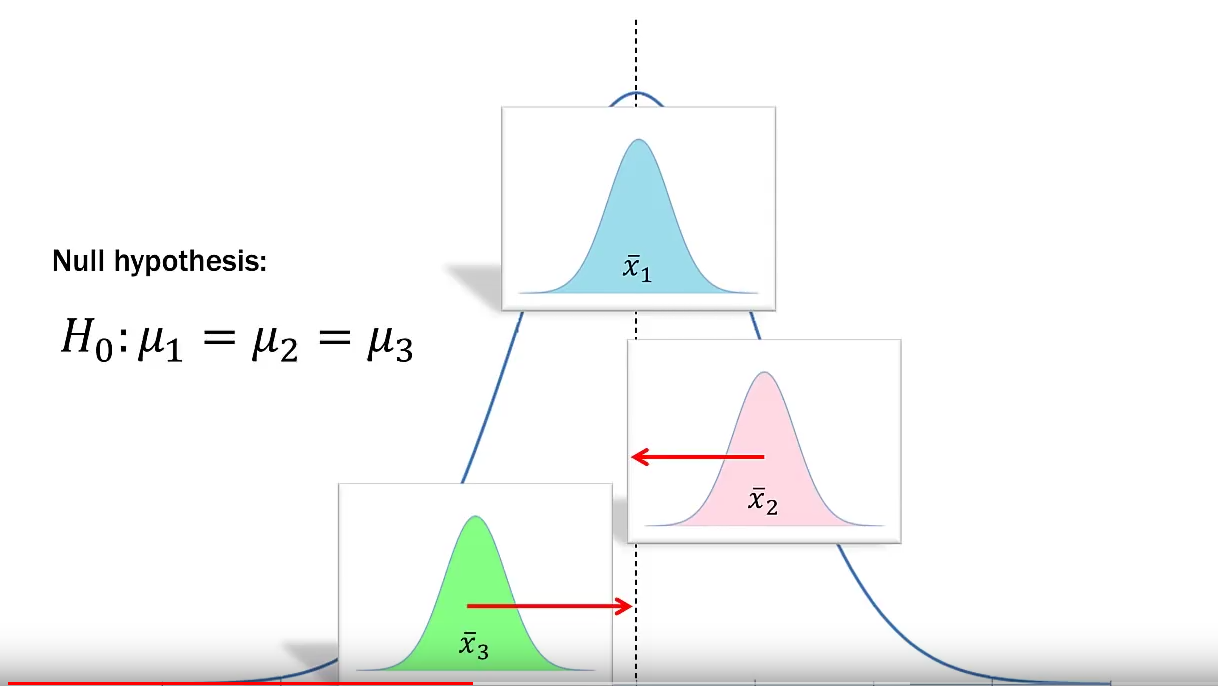 x̄₁
Null hypothesis:
H₀: μ₁ = μ₂ = μ₃
x̄₂
x̄₃